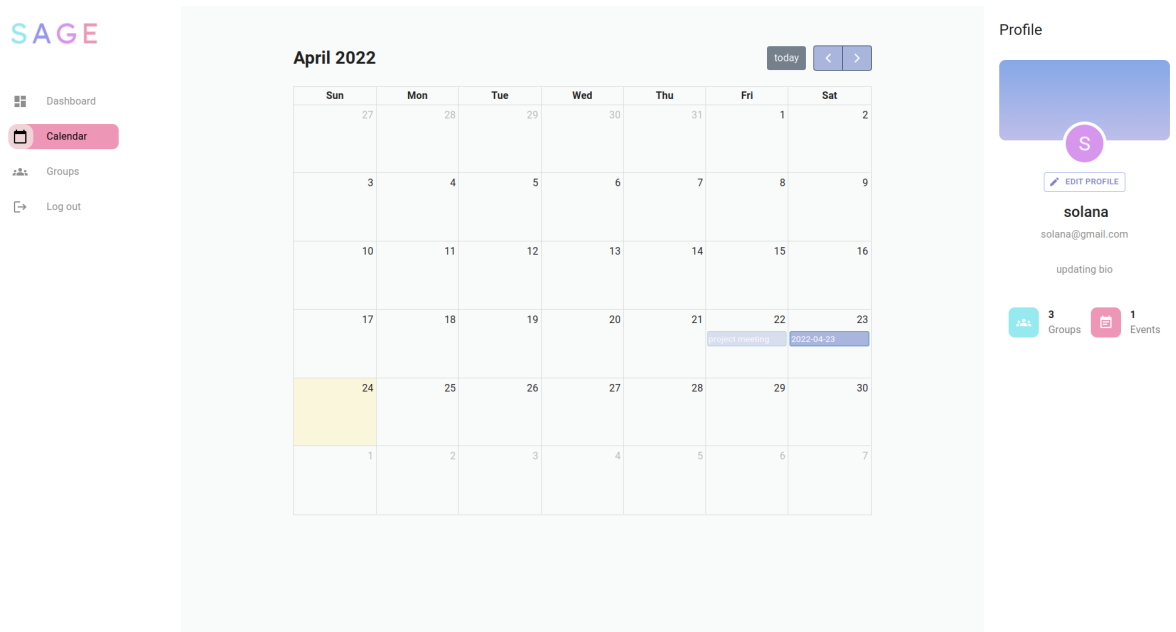 SAGE
Dashboard
Calendar
Groups
Log out
April 2022
today
Sun Mon Tue Wed Thu Fri Sat
27 28 29 30 31 1 2
3 4 5 6 7 8 9
10 11 12 13 14 15 16
17 18 19 20 21 22 23
project meeting 2022-04-23
24 25 26 27 28 29 30
1 2 3 4 5 6 7
Profile
S
EDIT PROFILE
solana
solana@gmail.com
updating bio
3 1
Groups Events